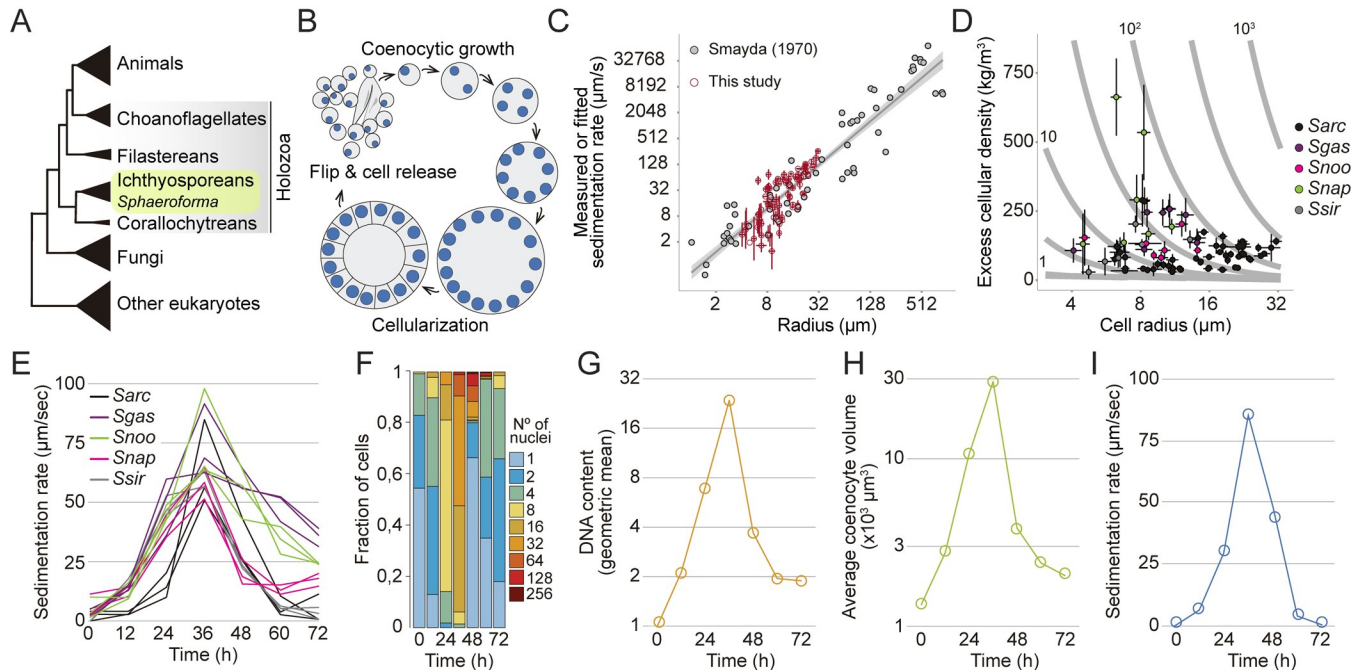 A
Animals
Choanoflagellates
Filastereans
Ichthyosporeans
Sphaeroforma
Corallochytreans
Fungi
Other eukaryotes
Holozoa
B
Coenocytic growth
Flip & cell release
Cellularization
C
Measured or fitted
sedimentation rate (µm/s)
32768
8192
2048
512
128
32
8
2
Smayda (1970)
This study
2 8 32 128 512
Radius (µm)
D
Excess cellular density (kg/m³)
750
500
250
0
10² 10³
10
1
4 8 16 32
Cell radius (µm)
Sarc
Sgas
Snoo
Snap
Ssir
E
Sedimentation rate (µm/sec)
100
75
50
25
0
Sarc
Sgas
Snoo
Snap
Ssir
0 12 24 36 48 60 72
Time (h)
F
Fraction of cells
1
0,8
0,6
0,4
0,2
0
0 24 48 72
Time (h)
Nº of
nuclei
1
2
4
8
16
32
64
128
256
G
DNA content
(geometric mean)
32
16
8
4
2
1
0 24 48 72
Time (h)
H
Average coenocyte volume
(x10³ µm³)
30
10
3
1
0 24 48 72
Time (h)
I
Sedimentation rate (µm/sec)
100
75
50
25
0
0 24 48 72
Time (h)